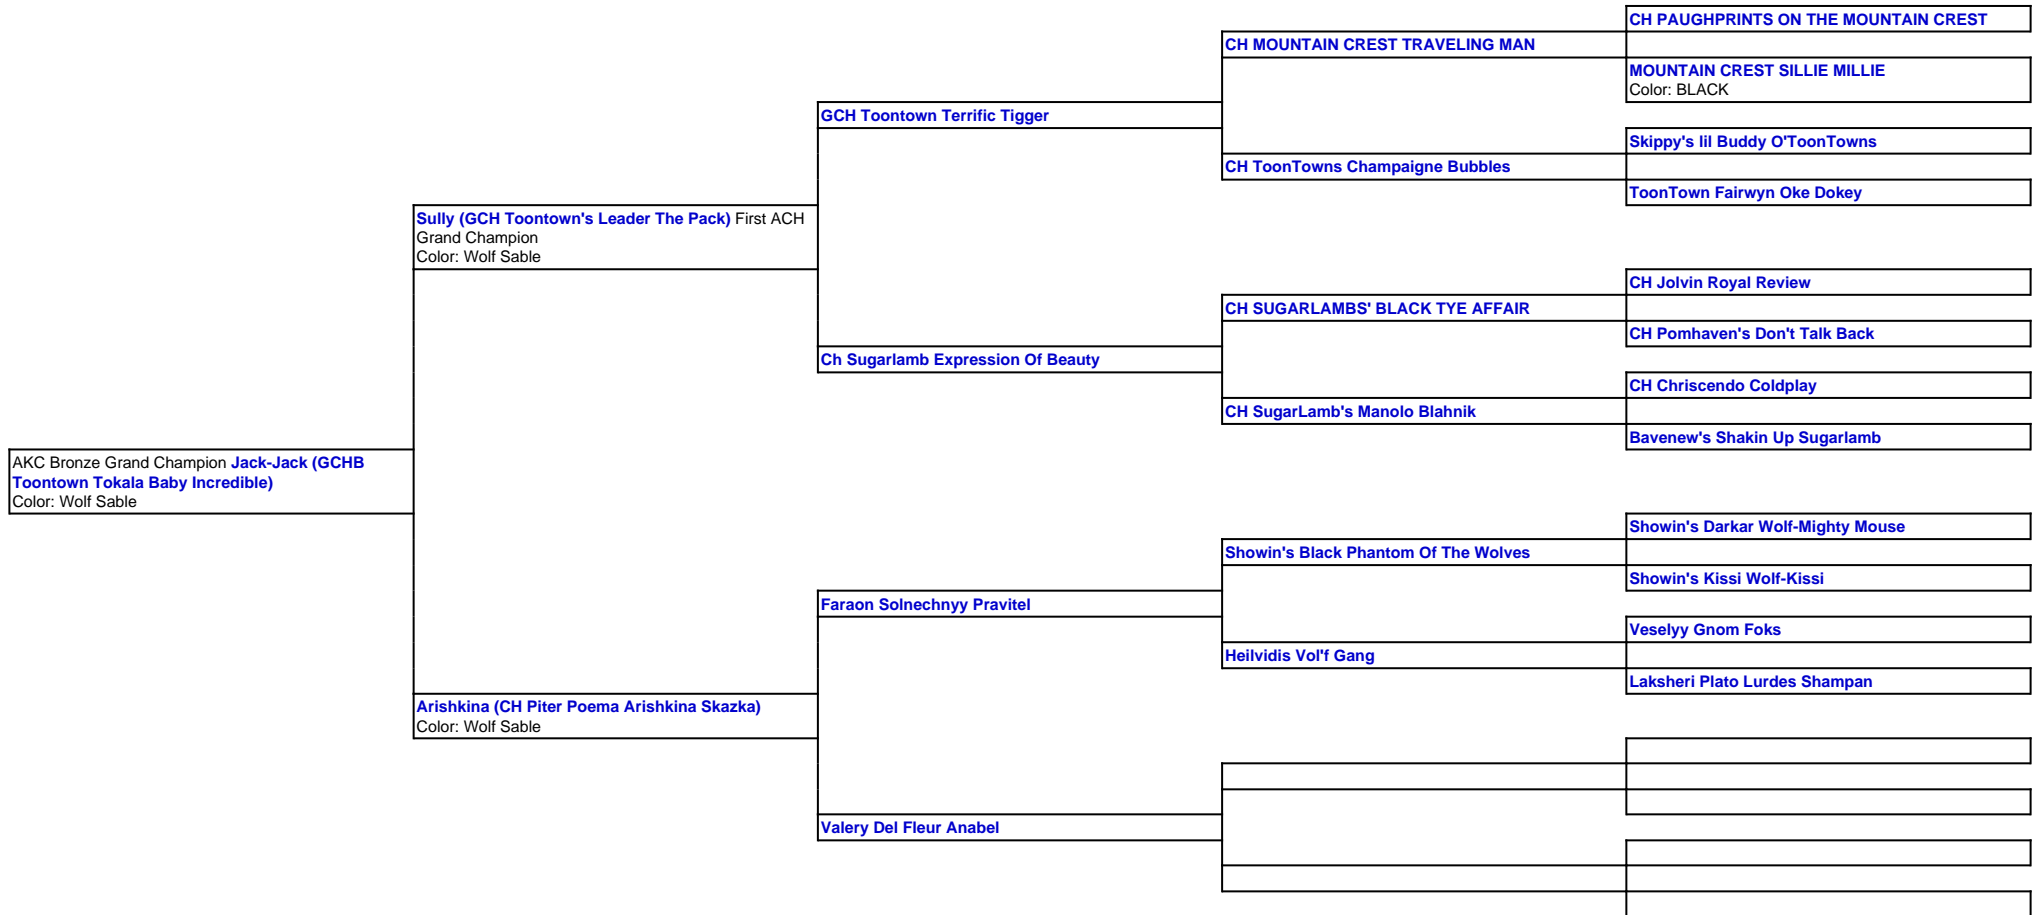 CH PAUGHPRINTS ON THE MOUNTAIN CREST
CH MOUNTAIN CREST TRAVELING MAN
MOUNTAIN CREST SILLIE MILLIE
Color: BLACK
GCH Toontown Terrific Tigger
Skippy's lil Buddy O'ToonTowns
CH ToonTowns Champaigne Bubbles
ToonTown Fairwyn Oke Dokey
Sully (GCH Toontown's Leader The Pack) First ACH
Grand Champion
Color: Wolf Sable
CH Jolvin Royal Review
CH SUGARLAMBS' BLACK TYE AFFAIR
CH Pomhaven's Don't Talk Back
Ch Sugarlamb Expression Of Beauty
CH Chriscendo Coldplay
CH SugarLamb's Manolo Blahnik
Bavenew's Shakin Up Sugarlamb
AKC Bronze Grand Champion Jack-Jack (GCHB
Toontown Tokala Baby Incredible)
Color: Wolf Sable
Showin's Darkar Wolf-Mighty Mouse
Showin's Black Phantom Of The Wolves
Showin's Kissi Wolf-Kissi
Faraon Solnechnyy Pravitel
Veselyy Gnom Foks
Heilvidis Vol'f Gang
Laksheri Plato Lurdes Shampan
Arishkina (CH Piter Poema Arishkina Skazka)
Color: Wolf Sable
Valery Del Fleur Anabel